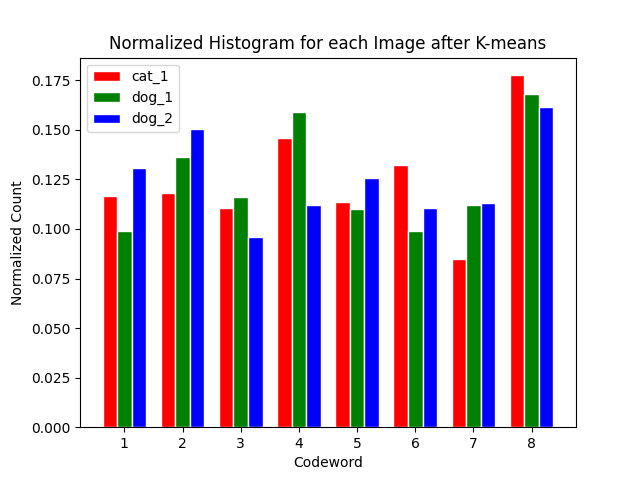 Normalized Histogram for each Image after K-means
cat_1
dog_1
dog_2
Normalized Count
0.175
0.150
0.125
0.100
0.075
0.050
0.025
0.000
1 2 3 4 5 6 7 8
Codeword